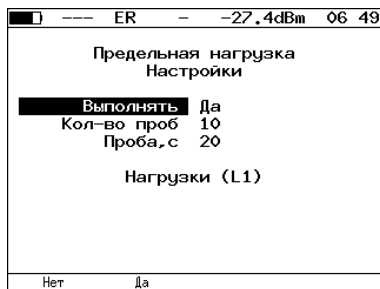 --- ER – -27.4dBm 06 49
Предельная нагрузка
Настройки
Выполнять Да
Кол-во проб 10
Проба,с 20
Нагрузки (L1)
Нет Да